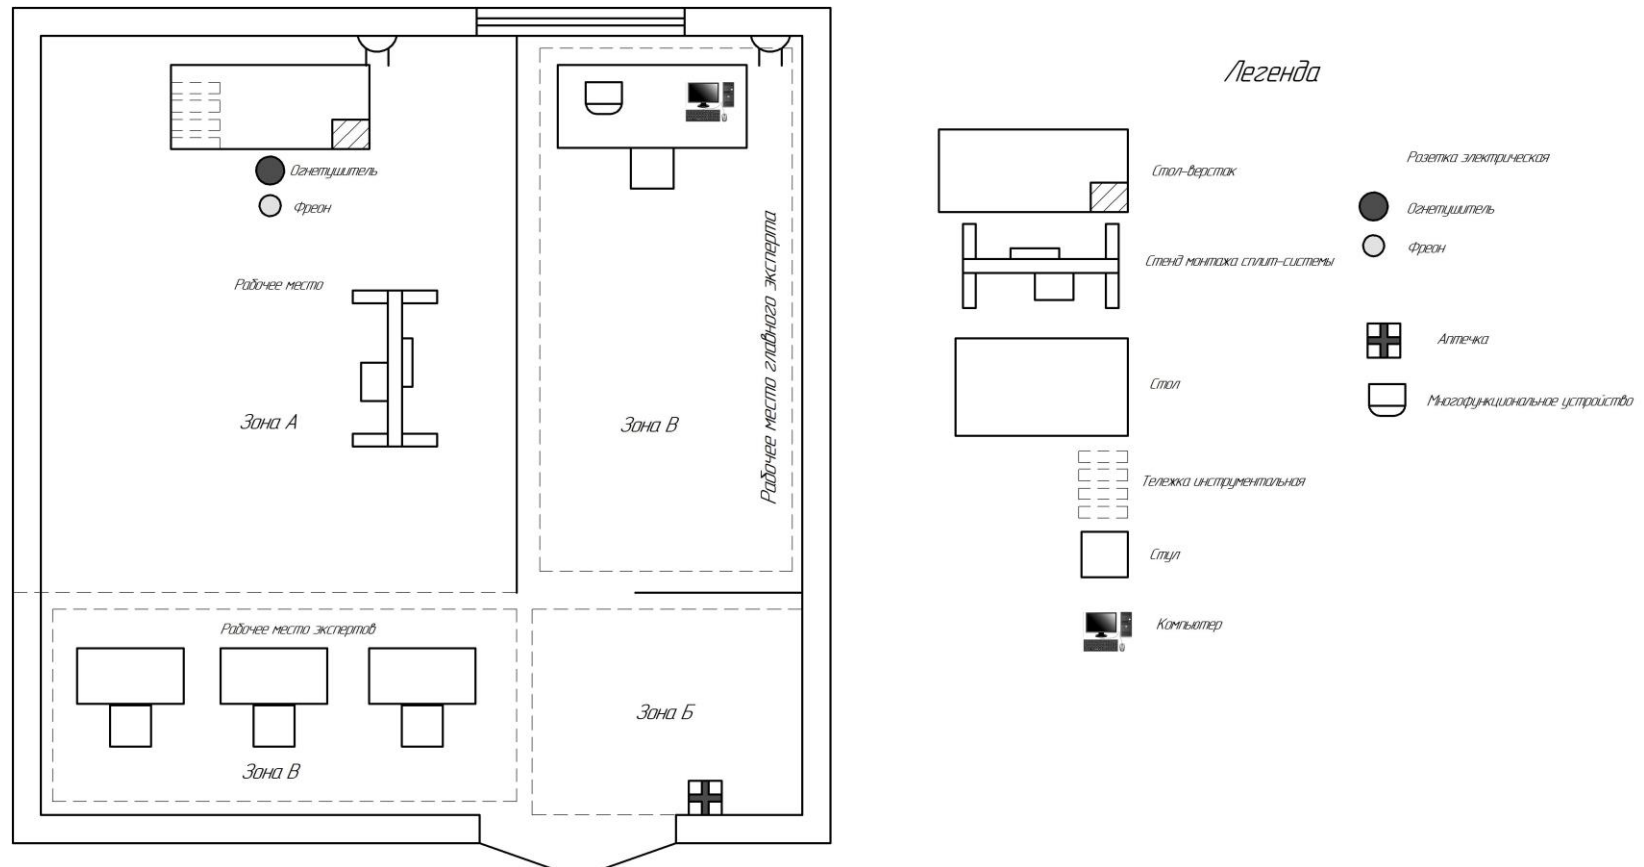 Легенда
Огнетушитель
Фреон
Рабочее место
Зона А
Зона В
Рабочее место главного эксперта
Рабочее место экспертов
Зона В
Зона Б
Стол-верстак
Стенд монтажа сплит-системы
Стол
Тележка инструментальная
Стул
Компьютер
Розетка электрическая
Огнетушитель
Фреон
Аптечка
Многофункциональное устройство